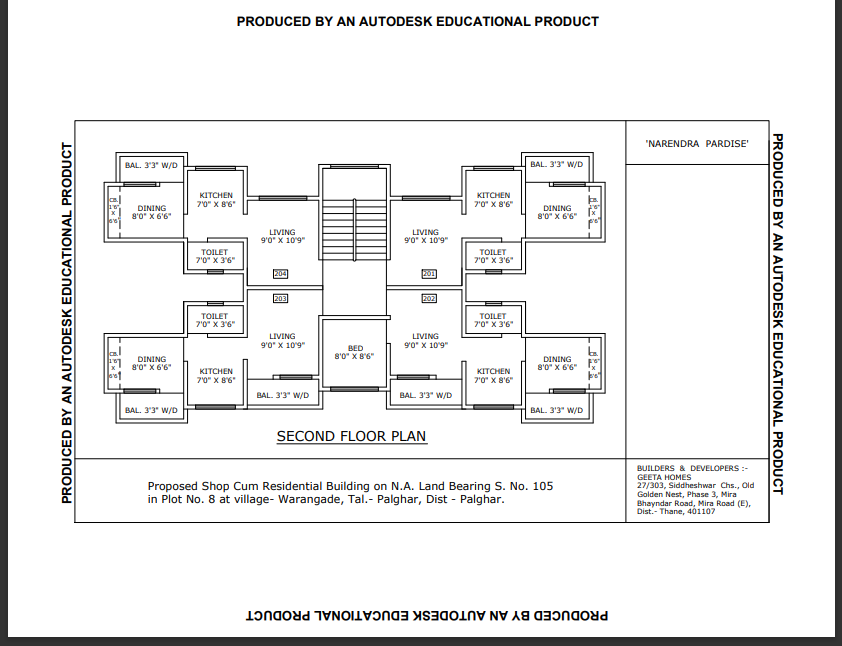 PRODUCED BY AN AUTODESK EDUCATIONAL PRODUCT
PRODUCED BY AN AUTODESK EDUCATIONAL PRODUCT
PRODUCED BY AN AUTODESK EDUCATIONAL PRODUCT
'NARENDRA PARDISE'
BAL. 3'3" W/D
BAL. 3'3" W/D
KITCHEN
7'0" X 8'6"
KITCHEN
7'0" X 8'6"
CB.
1'6"
X
6'6"
DINING
8'0" X 6'6"
DINING
8'0" X 6'6"
CB.
1'6"
X
6'6"
LIVING
9'0" X 10'9"
LIVING
9'0" X 10'9"
TOILET
7'0" X 3'6"
TOILET
7'0" X 3'6"
204
201
203
202
TOILET
7'0" X 3'6"
TOILET
7'0" X 3'6"
LIVING
9'0" X 10'9"
BED
8'0" X 8'6"
LIVING
9'0" X 10'9"
CB.
1'6"
X
6'6"
DINING
8'0" X 6'6"
DINING
8'0" X 6'6"
CB.
1'6"
X
6'6"
KITCHEN
7'0" X 8'6"
KITCHEN
7'0" X 8'6"
BAL. 3'3" W/D
BAL. 3'3" W/D
BAL. 3'3" W/D
BAL. 3'3" W/D
SECOND FLOOR PLAN
Proposed Shop Cum Residential Building on N.A. Land Bearing S. No. 105
in Plot No. 8 at village- Warangade, Tal.- Palghar, Dist - Palghar.
BUILDERS & DEVELOPERS :-
GEETA HOMES
27/303, Siddheshwar Chs., Old
Golden Nest, Phase 3, Mira
Bhayndar Road, Mira Road (E),
Dist.- Thane, 401107
PRODUCED BY AN AUTODESK EDUCATIONAL PRODUCT